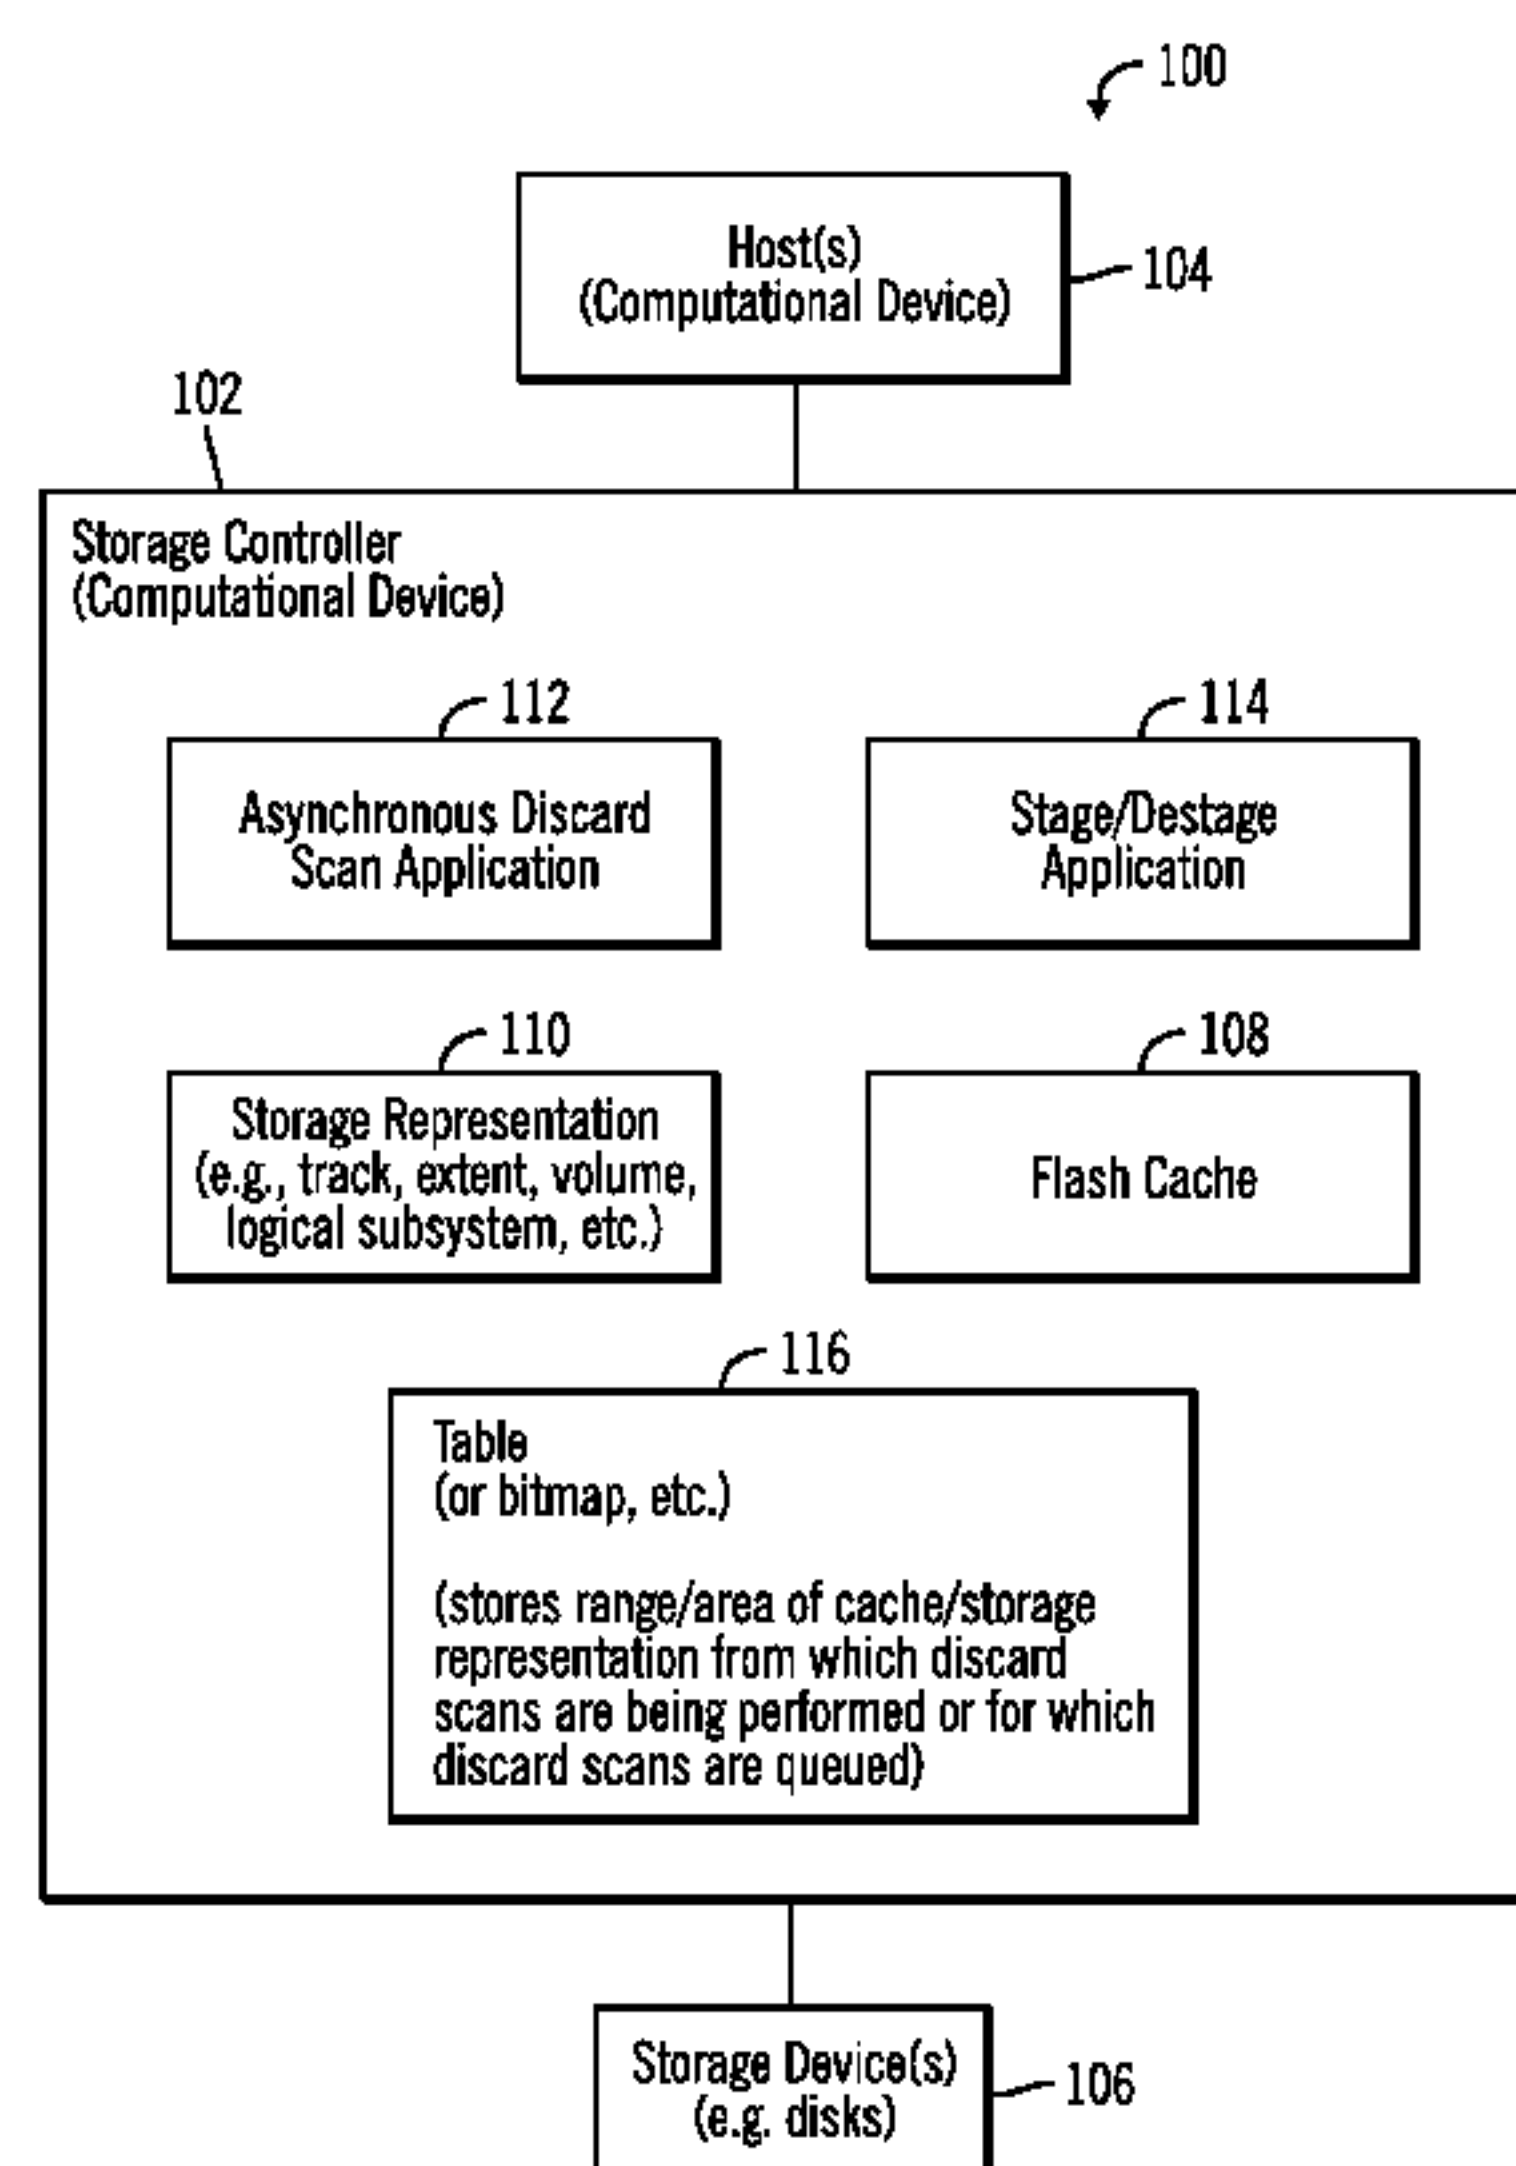 100
Host(s)
(Computational Device)
104
102
Storage Controller
(Computational Device)
112
Asynchronous Discard
Scan Application
114
Stage/Destage
Application
110
Storage Representation
(e.g., track, extent, volume,
logical subsystem, etc.)
108
Flash Cache
116
Table
(or bitmap, etc.)
(stores range/area of cache/storage
representation from which discard
scans are being performed or for which
discard scans are queued)
Storage Device(s)
(e.g. disks)
106